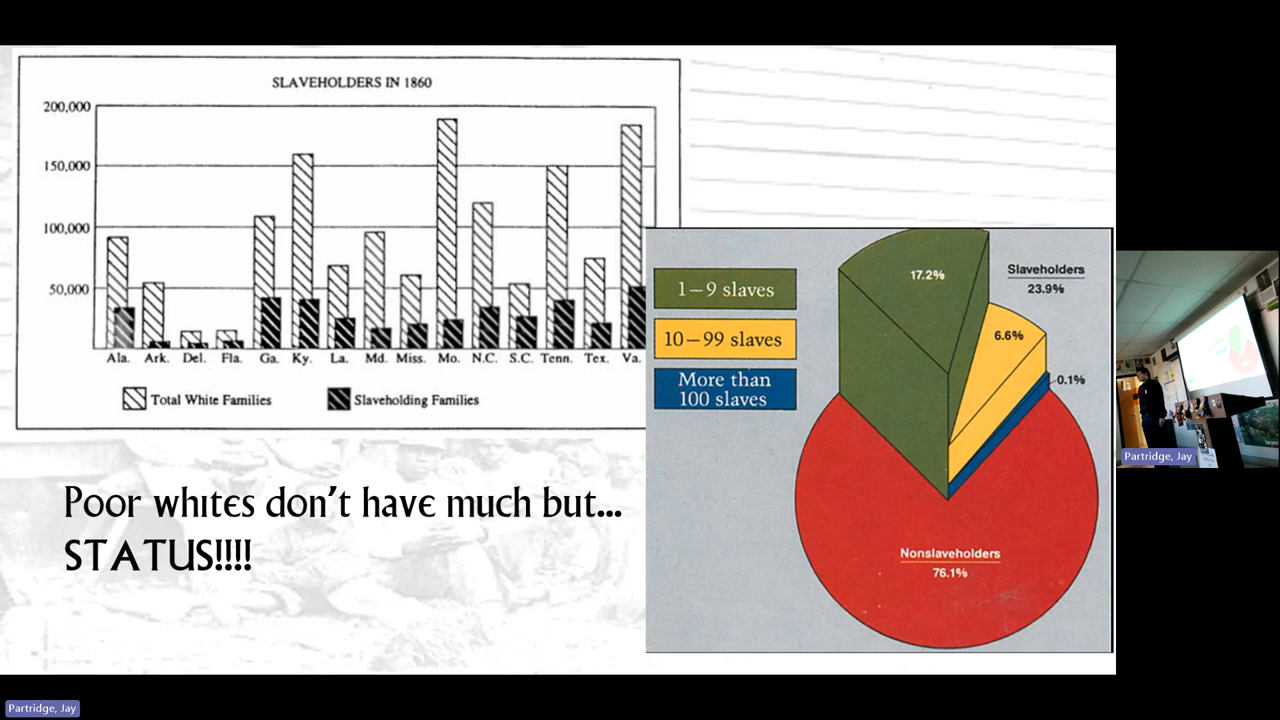 SLAVEHOLDERS IN 1860
200,000
150,000
100,000
50,000
Ala. Ark. Del. Fla. Ga. Ky. La. Md. Miss. Mo. N.C. S.C. Tenn. Tex. Va.
Total White Families
Slaveholding Families
1–9 slaves
10–99 slaves
More than
100 slaves
17.2%
Slaveholders
23.9%
6.6%
0.1%
Nonslaveholders
76.1%
Poor whites don't have much but...
STATUS!!!!
Partridge, Jay
Partridge, Jay